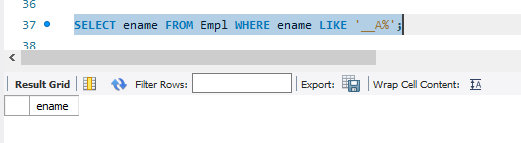 36
37 SELECT ename FROM Empl WHERE ename LIKE '__A%';
38
Result Grid Filter Rows: Export: Wrap Cell Content: IA
ename